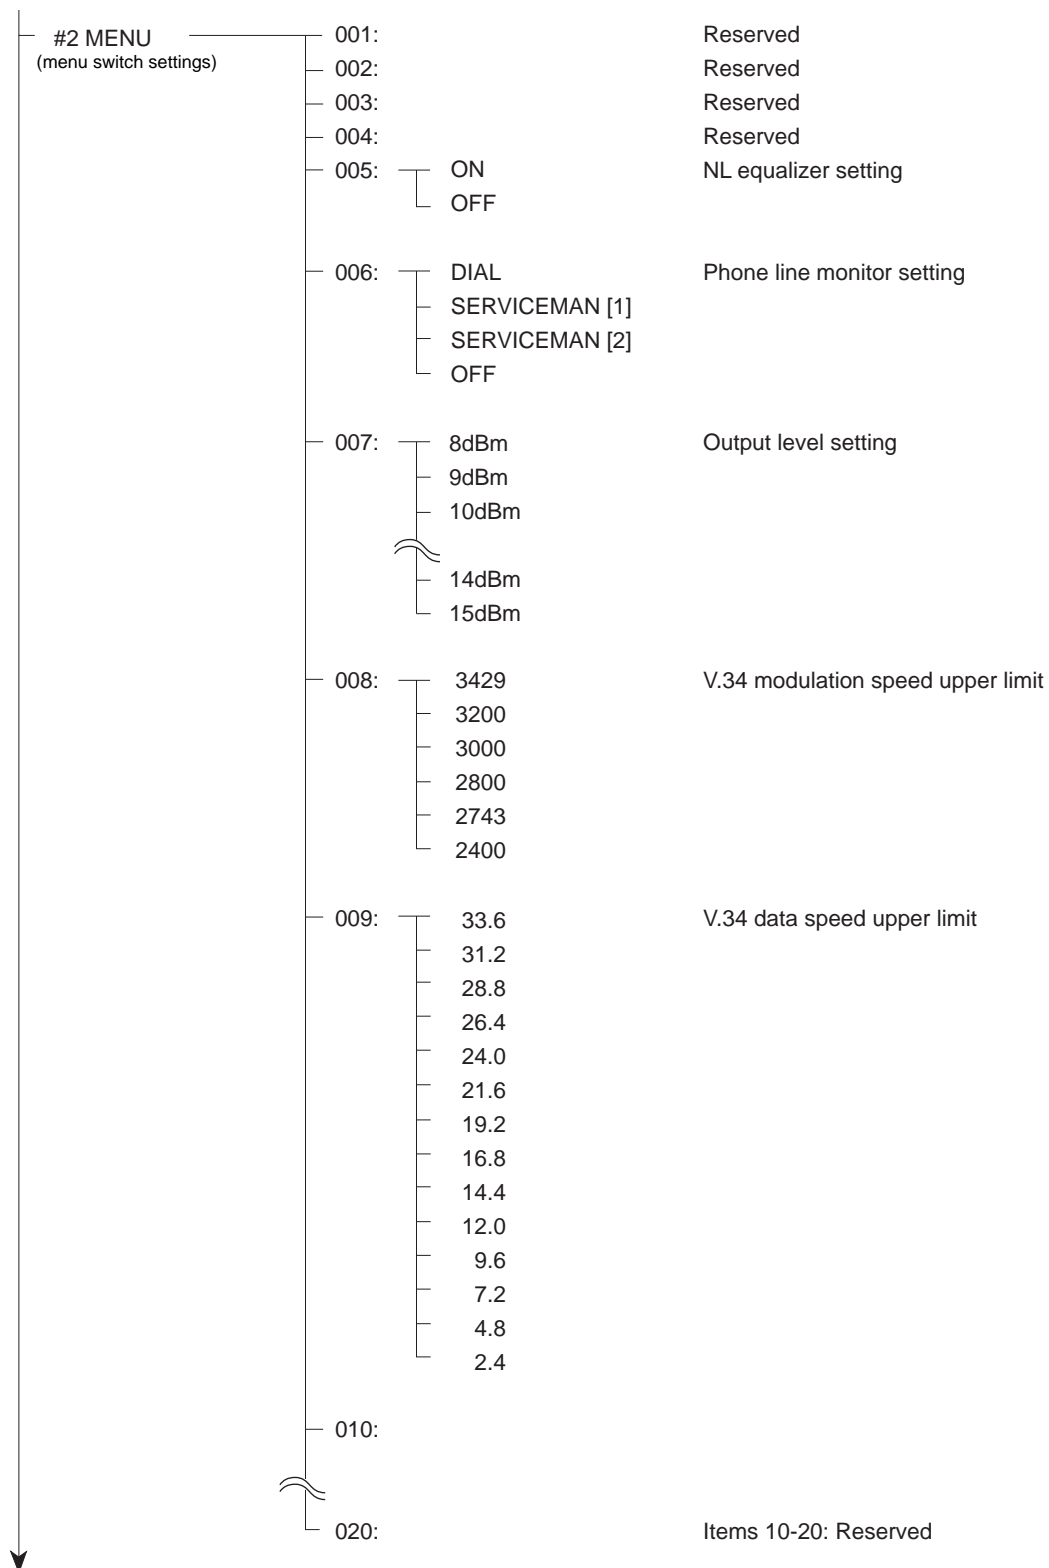 #2 MENU 001: Reserved
(menu switch settings)
002: Reserved
003: Reserved
004: Reserved
005: ON NL equalizer setting
OFF
006: DIAL Phone line monitor setting
SERVICEMAN [1]
SERVICEMAN [2]
OFF
007: 8dBm Output level setting
9dBm
10dBm
14dBm
15dBm
008: 3429 V.34 modulation speed upper limit
3200
3000
2800
2743
2400
009: 33.6 V.34 data speed upper limit
31.2
28.8
26.4
24.0
21.6
19.2
16.8
14.4
12.0
9.6
7.2
4.8
2.4
010:
020: Items 10-20: Reserved